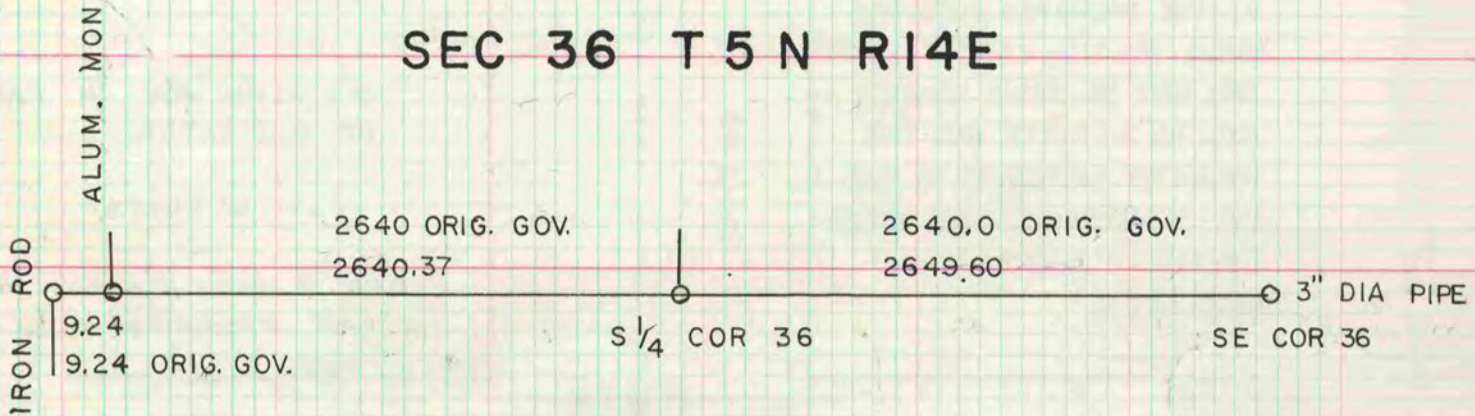 SEC 36 T 5 N R14E
ALUM. MON
IRON ROD
2640 ORIG. GOV.
2640.37
2640.0 ORIG. GOV.
2649.60
3" DIA PIPE
9.24
9.24 ORIG. GOV.
S 1/4 COR 36
SE COR 36